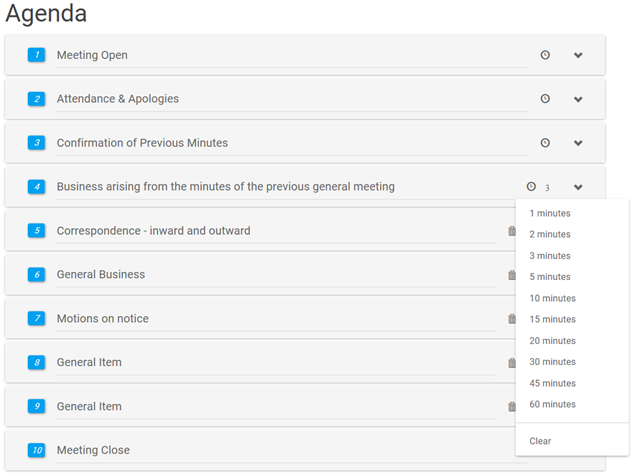 Agenda
1 Meeting Open
2 Attendance & Apologies
3 Confirmation of Previous Minutes
4 Business arising from the minutes of the previous general meeting 3
5 Correspondence - inward and outward
6 General Business
7 Motions on notice
8 General Item
9 General Item
10 Meeting Close
1 minutes
2 minutes
3 minutes
5 minutes
10 minutes
15 minutes
20 minutes
30 minutes
45 minutes
60 minutes
Clear